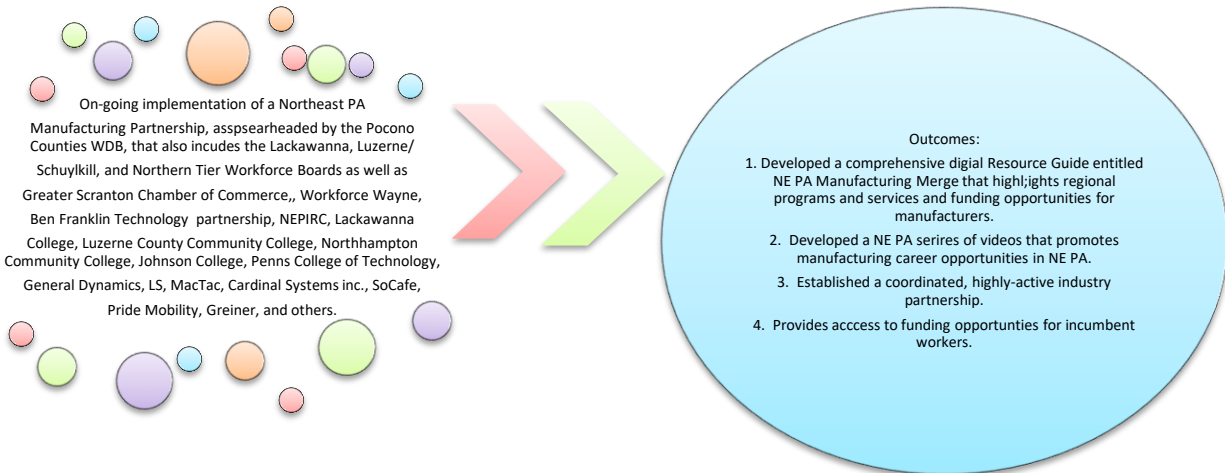 On-going implementation of a Northeast PA
Manufacturing Partnership, asspsearheaded by the Pocono
Counties WDB, that also incudes the Lackawanna, Luzerne/
Schuylkill, and Northern Tier Workforce Boards as well as
Greater Scranton Chamber of Commerce,, Workforce Wayne,
Ben Franklin Technology partnership, NEPIRC, Lackawanna
College, Luzerne County Community College, Northhampton
Community College, Johnson College, Penns College of Technology,
General Dynamics, LS, MacTac, Cardinal Systems inc., SoCafe,
Pride Mobility, Greiner, and others.
Outcomes:
1. Developed a comprehensive digial Resource Guide entitled
NE PA Manufacturing Merge that highl;ights regional
programs and services and funding opportunities for
manufacturers.
2. Developed a NE PA serires of videos that promotes
manufacturing career opportunities in NE PA.
3. Established a coordinated, highly-active industry
partnership.
4. Provides acccess to funding opportunties for incumbent
workers.